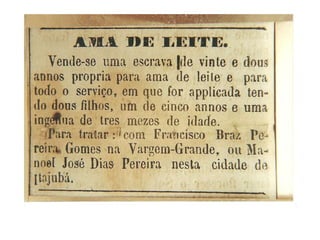 AMA DE LEITE.
Vende-se uma escrava de vinte e dous
annos propria para ama de leite e para
todo o serviço, em que for applicada ten-
do dous filhos, um de cinco annos e uma
ingenua de tres mezes de idade.
Para tratar : com Francisco Braz Pe-
reira Gomes na Vargem-Grande, ou Ma-
noel José Dias Pereira nesta cidade de
Itajubá.